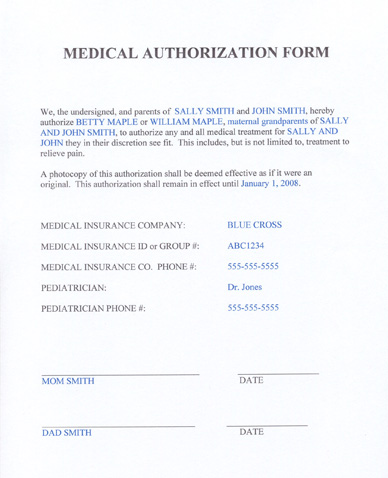 MEDICAL AUTHORIZATION FORM
We, the undersigned, and parents of SALLY SMITH and JOHN SMITH, hereby
authorize BETTY MAPLE or WILLIAM MAPLE, maternal grandparents of SALLY
AND JOHN SMITH, to authorize any and all medical treatment for SALLY AND
JOHN they in their discretion see fit. This includes, but is not limited to, treatment to
relieve pain.
A photocopy of this authorization shall be deemed effective as if it were an
original. This authorization shall remain in effect until January 1, 2008.
MEDICAL INSURANCE COMPANY: BLUE CROSS
MEDICAL INSURANCE ID or GROUP #: ABC1234
MEDICAL INSURANCE CO. PHONE #: 555-555-5555
PEDIATRICIAN: Dr. Jones
PEDIATRICIAN PHONE #: 555-555-5555
MOM SMITH DATE
DAD SMITH DATE